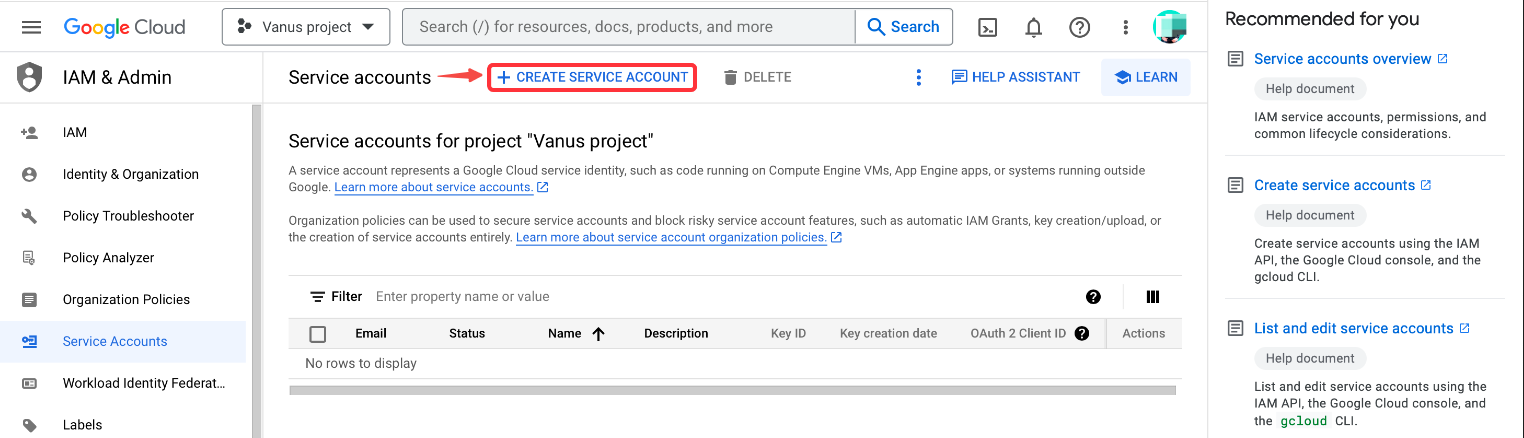 Google Cloud
Vanus project
Search (/) for resources, docs, products, and more
Search
IAM & Admin
IAM
Identity & Organization
Policy Troubleshooter
Policy Analyzer
Organization Policies
Service Accounts
Workload Identity Federat...
Labels
Service accounts
CREATE SERVICE ACCOUNT
DELETE
HELP ASSISTANT
LEARN
Service accounts for project "Vanus project"
A service account represents a Google Cloud service identity, such as code running on Compute Engine VMs, App Engine apps, or systems running outside
Google. Learn more about service accounts.
Organization policies can be used to secure service accounts and block risky service account features, such as automatic IAM Grants, key creation/upload, or
the creation of service accounts entirely. Learn more about service account organization policies.
Filter Enter property name or value
Email Status Name Description Key ID Key creation date OAuth 2 Client ID Actions
No rows to display
Recommended for you
Service accounts overview
Help document
IAM service accounts, permissions, and
common lifecycle considerations.
Create service accounts
Help document
Create service accounts using the IAM
API, the Google Cloud console, and the
gcloud CLI.
List and edit service accounts
Help document
List and edit service accounts using the
IAM API, the Google Cloud console, and
the gcloud CLI.